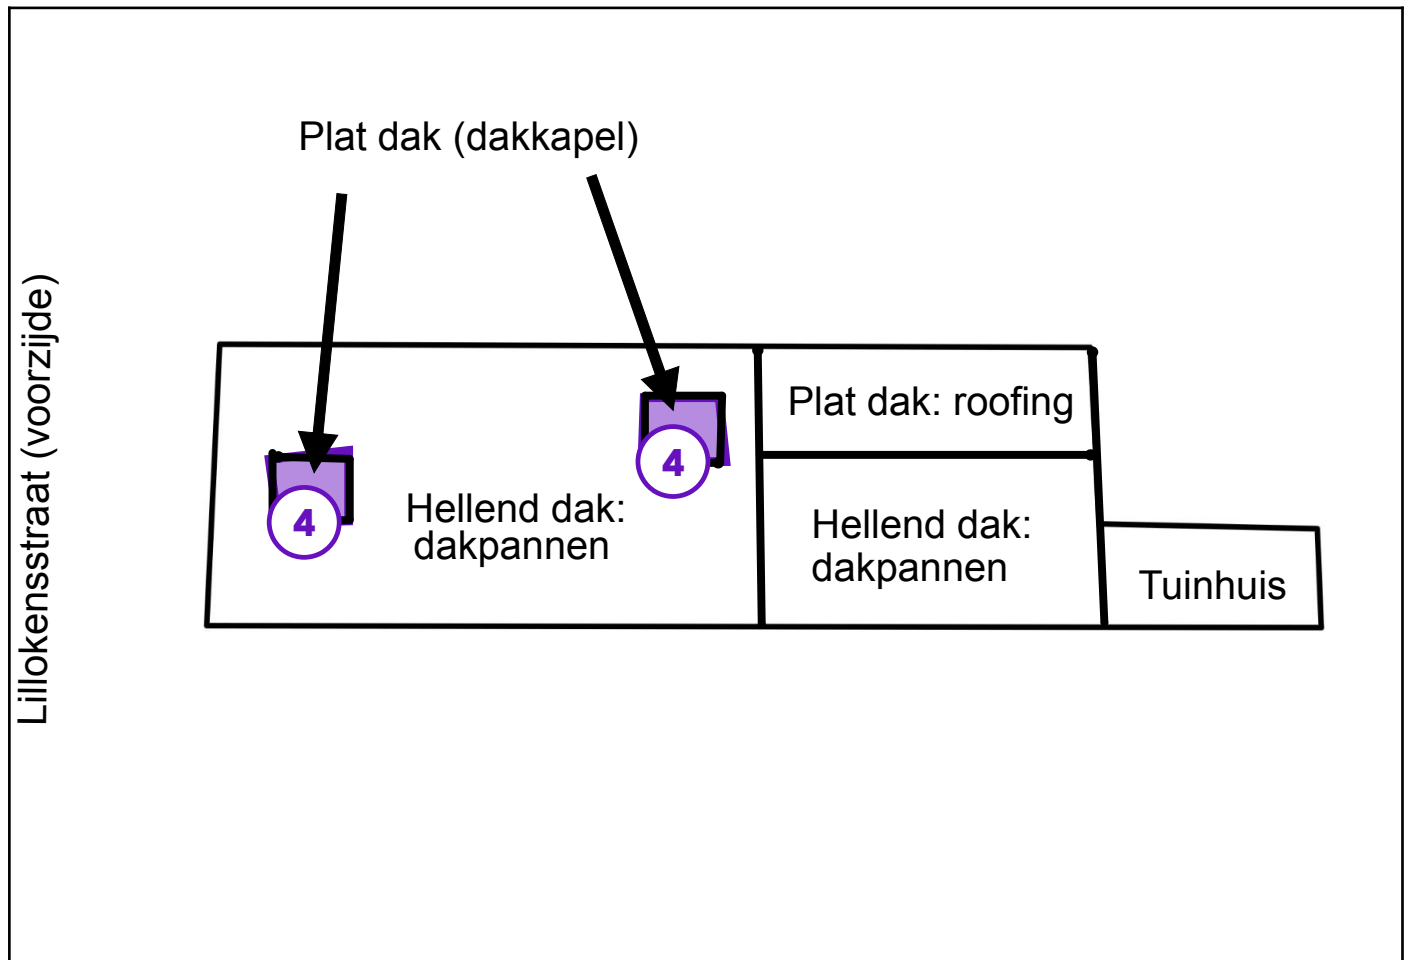 Plat dak (dakkapel)
Lillokensstraat (voorzijde)
Plat dak: roofing
4
4
Hellend dak:
dakpannen
Hellend dak:
dakpannen
Tuinhuis